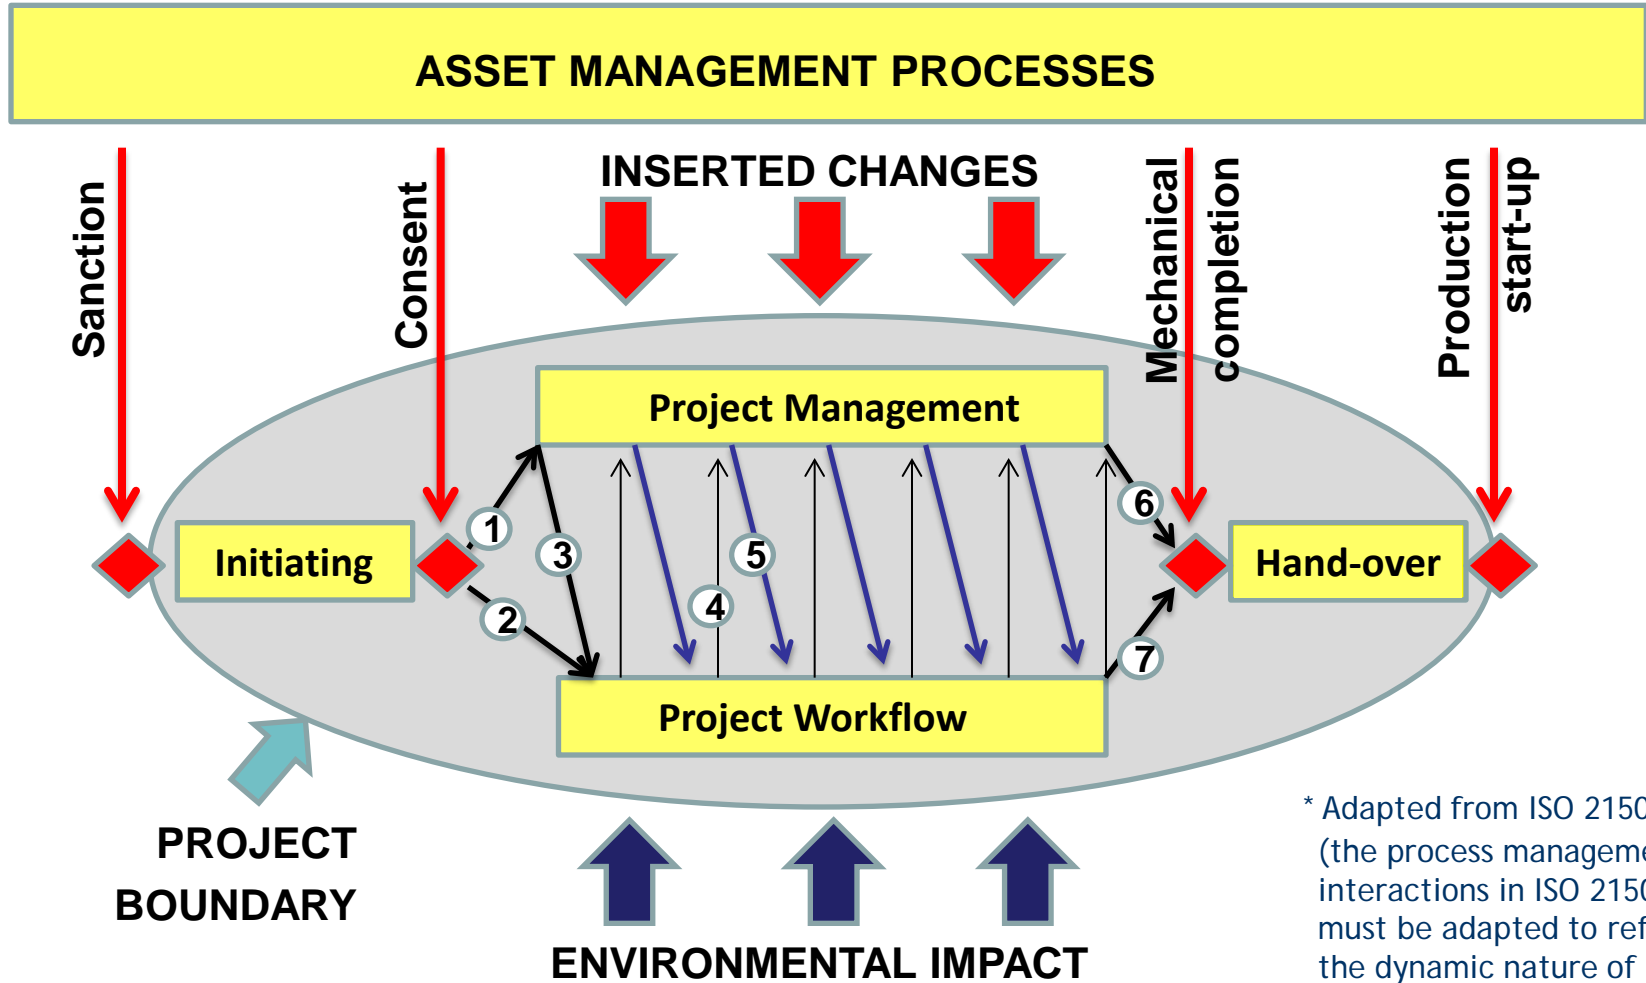 ASSET MANAGEMENT PROCESSES
INSERTED CHANGES
Sanction
Consent
Mechanical
completion
Production
start-up
Project Management
1
3
5
6
Initiating
Hand-over
2
4
7
Project Workflow
PROJECT
BOUNDARY
ENVIRONMENTAL IMPACT
* Adapted from ISO
(the process
interactions in ISO
must be adapted to
the dynamic nature of